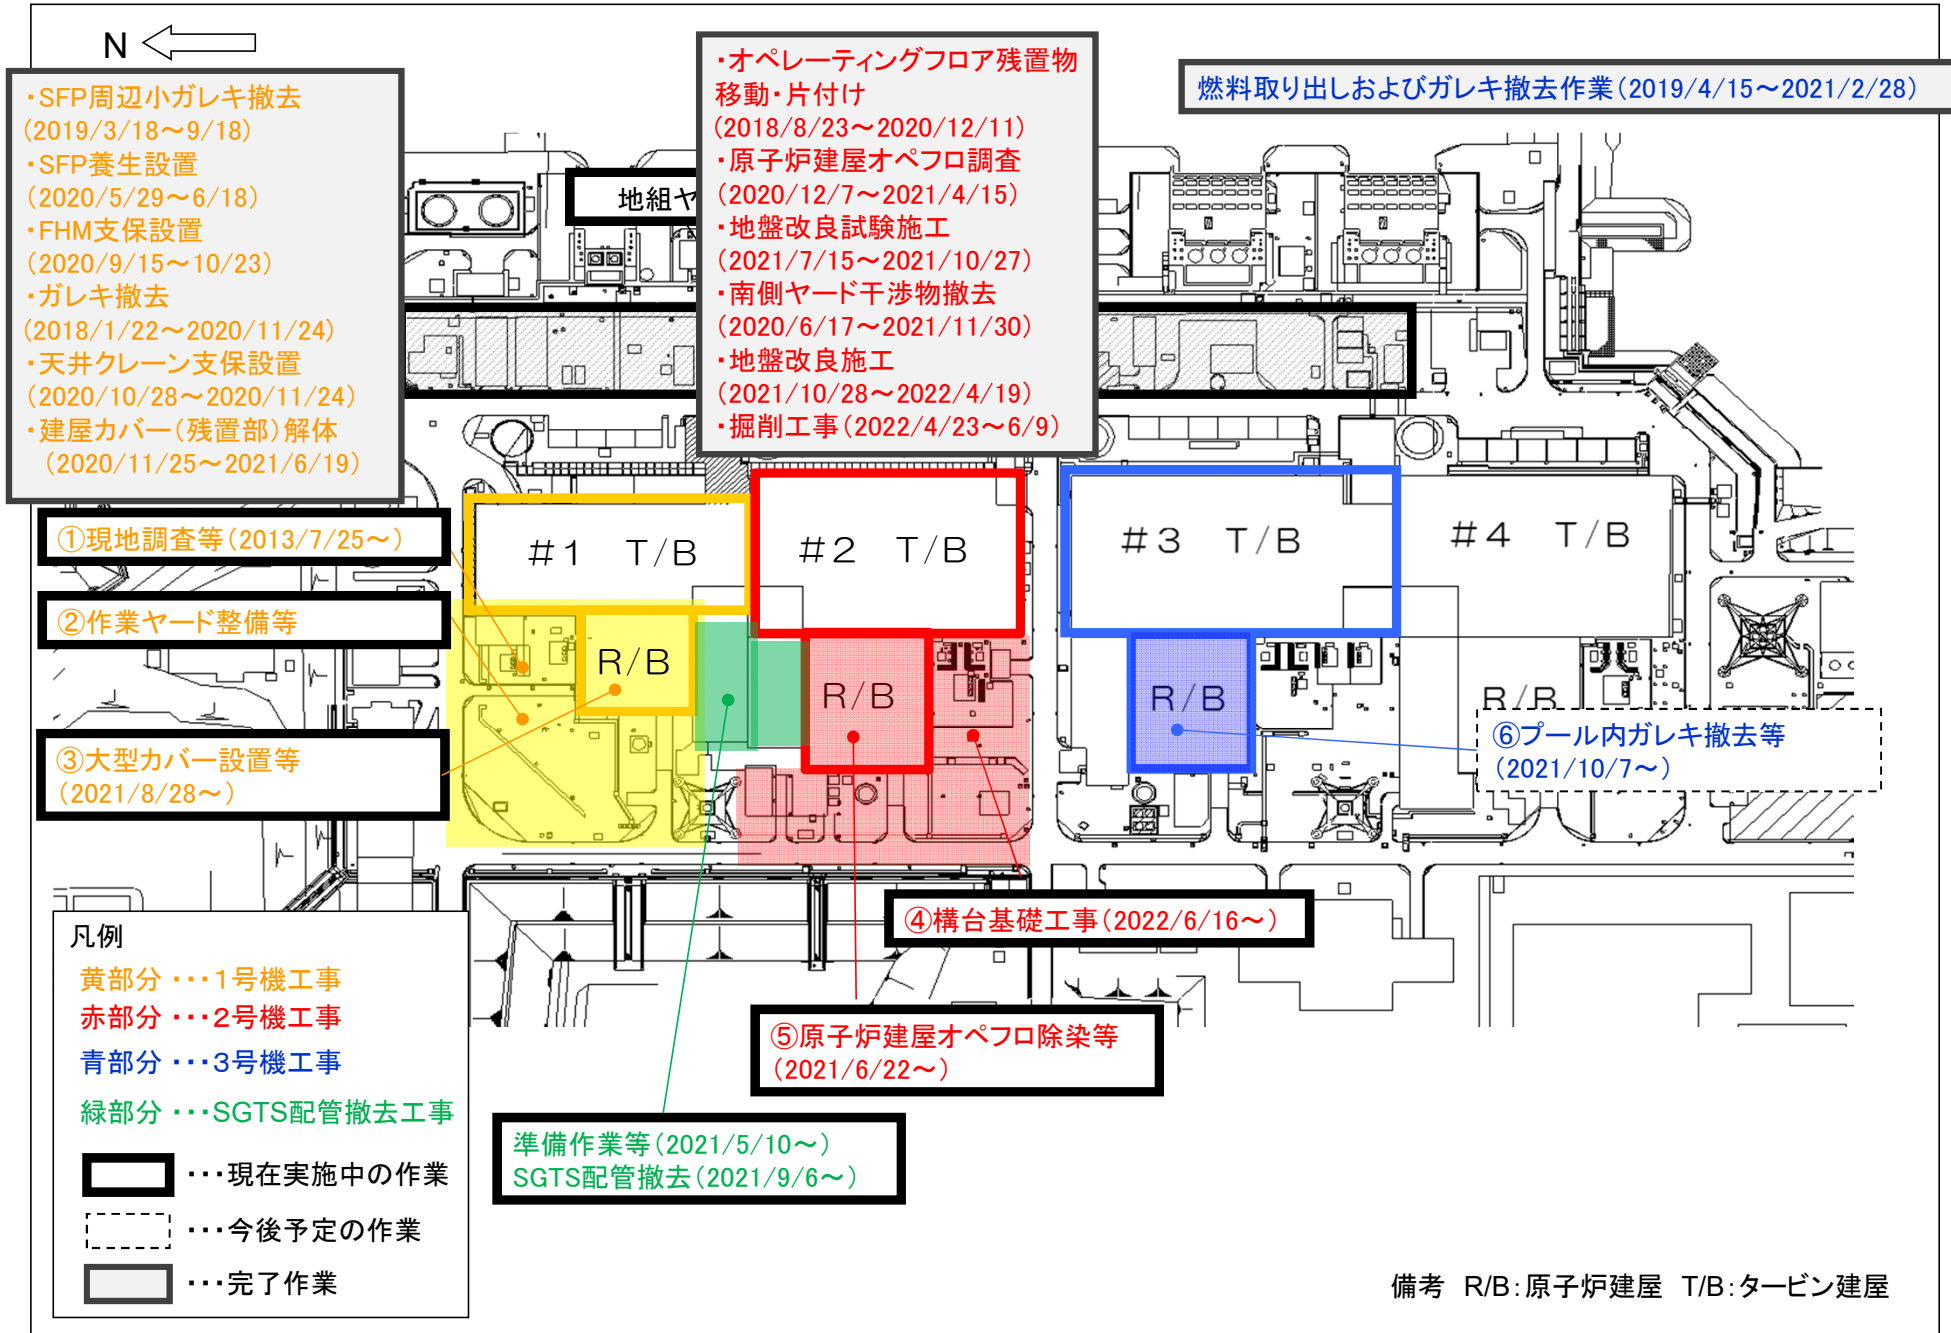 N
・SFP周辺小ガレキ撤去
(2019/3/18～9/18)
・SFP養生設置
(2020/5/29～6/18)
・FHM支保設置
(2020/9/15～10/23)
・ガレキ撤去
(2018/1/22～2020/11/24)
・天井クレーン支保設置
(2020/10/28～2020/11/24)
・建屋カバー(残置部)解体
(2020/11/25～2021/6/19)
・オペレーティングフロア残置物
移動・片付け
(2018/8/23～2020/12/11)
・原子炉建屋オペフロ調査
(2020/12/7～2021/4/15)
・地盤改良試験施工
(2021/7/15～2021/10/27)
・南側ヤード干渉物撤去
(2020/6/17～2021/11/30)
・地盤改良施工
(2021/10/28～2022/4/19)
・掘削工事(2022/4/23～6/9)
燃料取り出しおよびガレキ撤去作業(2019/4/15～2021/2/28)
地組ヤ
①現地調査等(2013/7/25～)
②作業ヤード整備等
③大型カバー設置等
(2021/8/28～)
#1 T/B
#2 T/B
#3 T/B
#4 T/B
R/B
R/B
R/B
R/B
⑥プール内ガレキ撤去等
(2021/10/7～)
④構台基礎工事(2022/6/16～)
⑤原子炉建屋オペフロ除染等
(2021/6/22～)
準備作業等(2021/5/10～)
SGTS配管撤去(2021/9/6～)
凡例
黄部分 ・・・1号機工事
赤部分 ・・・2号機工事
青部分 ・・・3号機工事
緑部分 ・・・SGTS配管撤去工事
・・・現在実施中の作業
・・・今後予定の作業
・・・完了作業
備考 R/B:原子炉建屋 T/B:タービン建屋